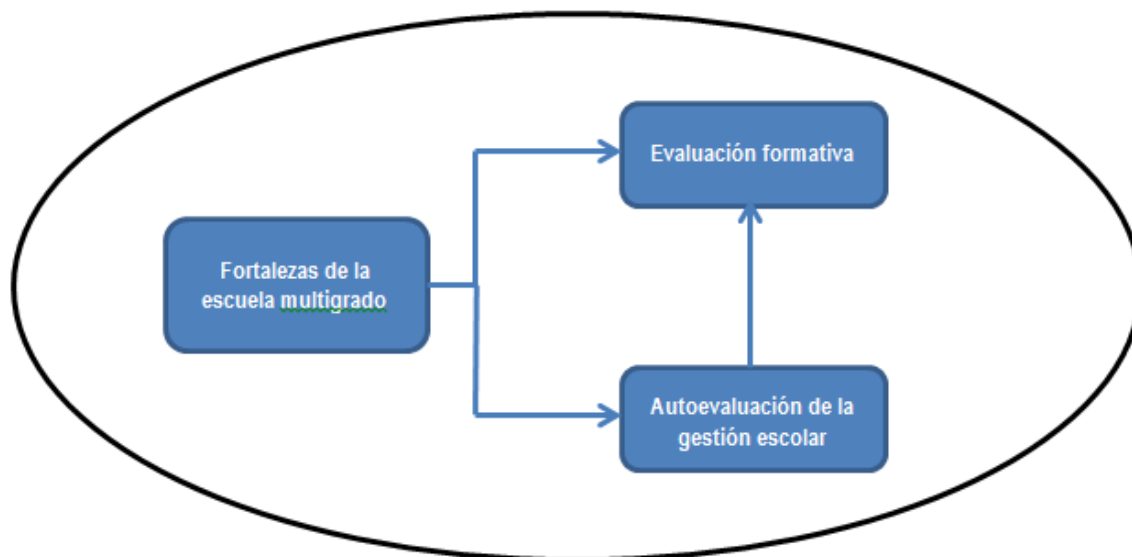 Evaluación formativa
Fortalezas de la
escuela multigrado
Autoevaluación de la
gestión escolar